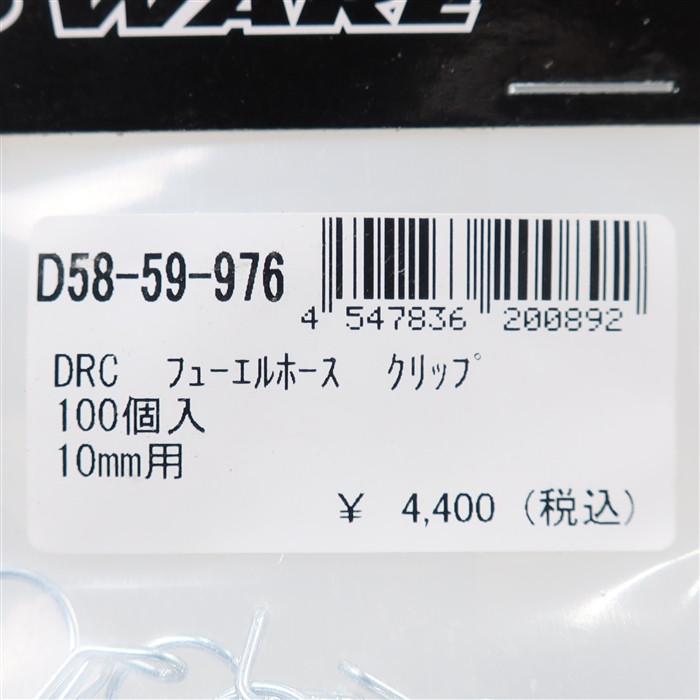 WARE
D58-59-976
4 547836 200892
DRC ﾌｭｰｴﾙﾎｰｽ ｸﾘｯﾌﾟ
100個入
10mm用
¥ 4,400 (税込)